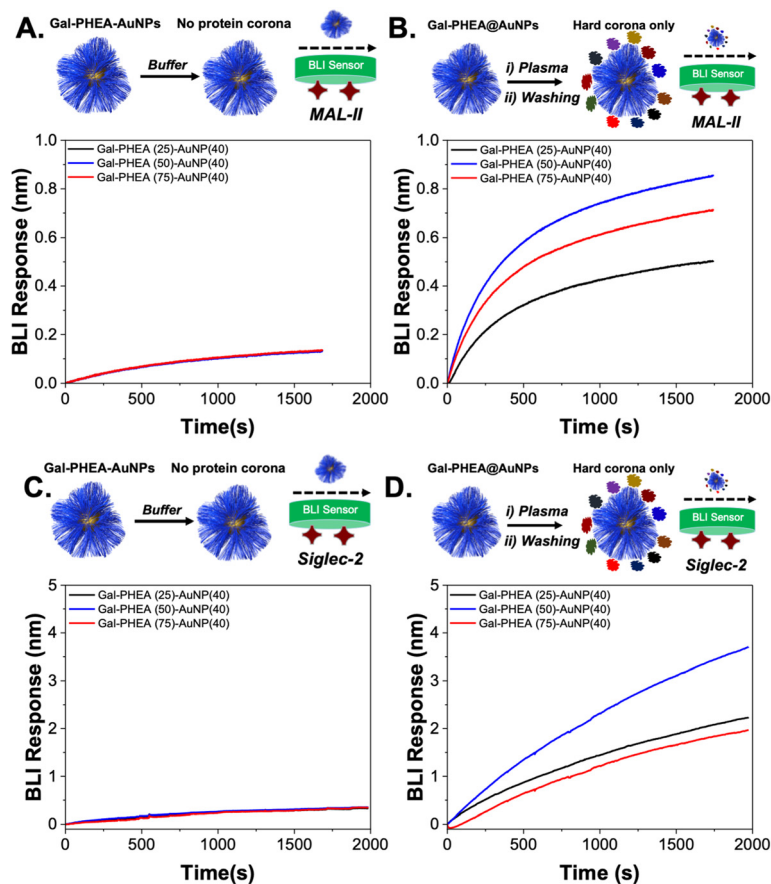 A.
Gal-PHEA-AuNPs
No protein corona
Buffer
BLI Sensor
MAL-II
Gal-PHEA (25)-AuNP(40)
Gal-PHEA (50)-AuNP(40)
Gal-PHEA (75)-AuNP(40)
BLI Response (nm)
1.0
0.8
0.6
0.4
0.2
0.0
0
500
1000
1500
2000
Time(s)
B.
Gal-PHEA@AuNPs
Hard corona only
i) Plasma
ii) Washing
BLI Sensor
MAL-II
Gal-PHEA (25)-AuNP(40)
Gal-PHEA (50)-AuNP(40)
Gal-PHEA (75)-AuNP(40)
BLI Response (nm)
1.0
0.8
0.6
0.4
0.2
0.0
0
500
1000
1500
2000
Time(s)
C.
Gal-PHEA-AuNPs
No protein corona
Buffer
BLI Sensor
Siglec-2
Gal-PHEA (25)-AuNP(40)
Gal-PHEA (50)-AuNP(40)
Gal-PHEA (75)-AuNP(40)
BLI Response (nm)
5
4
3
2
1
0
0
500
1000
1500
2000
Time(s)
D.
Gal-PHEA@AuNPs
Hard corona only
i) Plasma
ii) Washing
BLI Sensor
Siglec-2
Gal-PHEA (25)-AuNP(40)
Gal-PHEA (50)-AuNP(40)
Gal-PHEA (75)-AuNP(40)
BLI Response (nm)
5
4
3
2
1
0
0
500
1000
1500
2000
Time (s)